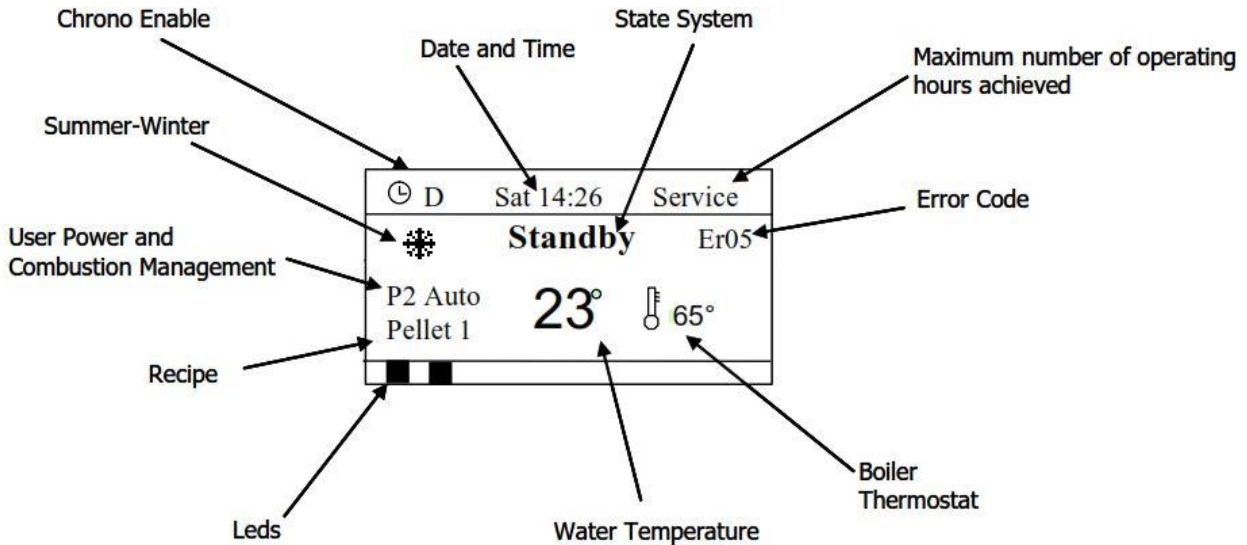 Chrono Enable
State System
Date and Time
Maximum number of operating
hours achieved
Summer-Winter
D Sat 14:26 Service
Error Code
Standby Er05
User Power and
Combustion Management
P2 Auto
23° 65°
Pellet 1
Recipe
Boiler
Thermostat
Leds
Water Temperature